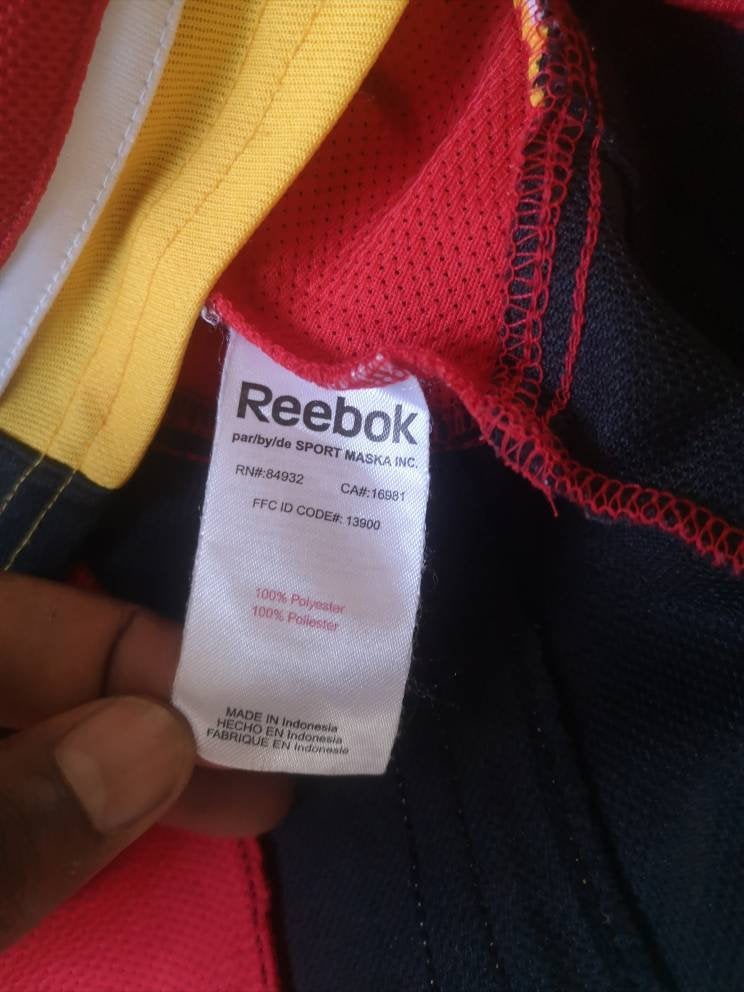 Reebok
par/by/de SPORT MASKA INC.
RN#:84932 CA#:16981
FFC ID CODE#: 13900
100% Polyester
100% Poliester
MADE IN Indonesia
HECHO EN Indonesia
FABRIQUE EN Indonesie